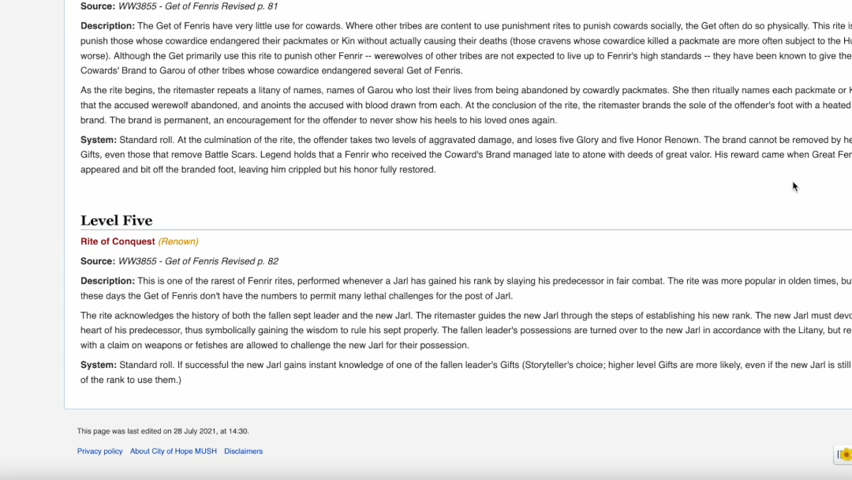 Source: WW3855 - Get of Fenris Revised p. 81
Description: The Get of Fenris have very little use for cowards. Where other tribes are content to use punishment rites to punish cowards socially, the Get often do so physically. This rite is
punish those whose cowardice endangered their packmates or Kin without actually causing their deaths (those cravens whose cowardice killed a packmate are more often subject to the
worse). Although the Get primarily use this rite to punish other Fenrir -- werewolves of other tribes are not expected to live up to Fenrir's high standards -- they have been known to give the
Cowards' Brand to Garou of other tribes whose cowardice endangered several Get of Fenris.
As the rite begins, the ritemaster repeats a litany of names, names of Garou who lost their lives from being abandoned by cowardly packmates. She then ritually names each packmate or
that the accused werewolf abandoned, and anoints the accused with blood drawn from each. At the conclusion of the rite, the ritemaster brands the sole of the offender's foot with a heated
brand. The brand is permanent, an encouragement for the offender to never show his heels to his loved ones again.
System: Standard roll. At the culmination of the rite, the offender takes two levels of aggravated damage, and loses five Glory and five Honor Renown. The brand cannot be removed by
Gifts, even those that remove Battle Scars. Legend holds that a Fenrir who received the Coward's Brand managed late to atone with deeds of great valor. His reward came when Great
appeared and bit off the branded foot, leaving him crippled but his honor fully restored.
Level Five
Rite of Conquest (Renown)
Source: WW3855 - Get of Fenris Revised p. 82
Description: This is one of the rarest of Fenrir rites, performed whenever a Jarl has gained his rank by slaying his predecessor in fair combat. The rite was more popular in olden times,
these days the Get of Fenris don't have the numbers to permit many lethal challenges for the post of Jarl.
The rite acknowledges the history of both the fallen sept leader and the new Jarl. The ritemaster guides the new Jarl through the steps of establishing his new rank. The new Jarl must
heart of his predecessor, thus symbolically gaining the wisdom to rule his sept properly. The fallen leader's possessions are turned over to the new Jarl in accordance with the Litany, but
with a claim on weapons or fetishes are allowed to challenge the new Jarl for their possession.
System: Standard roll. If successful the new Jarl gains instant knowledge of one of the fallen leader's Gifts (Storyteller's choice; higher level Gifts are more likely, even if the new Jarl is still
of the rank to use them.)
This page was last edited on 28 July 2021, at 14:30.
Privacy policy About City of Hope MUSH Disclaimers